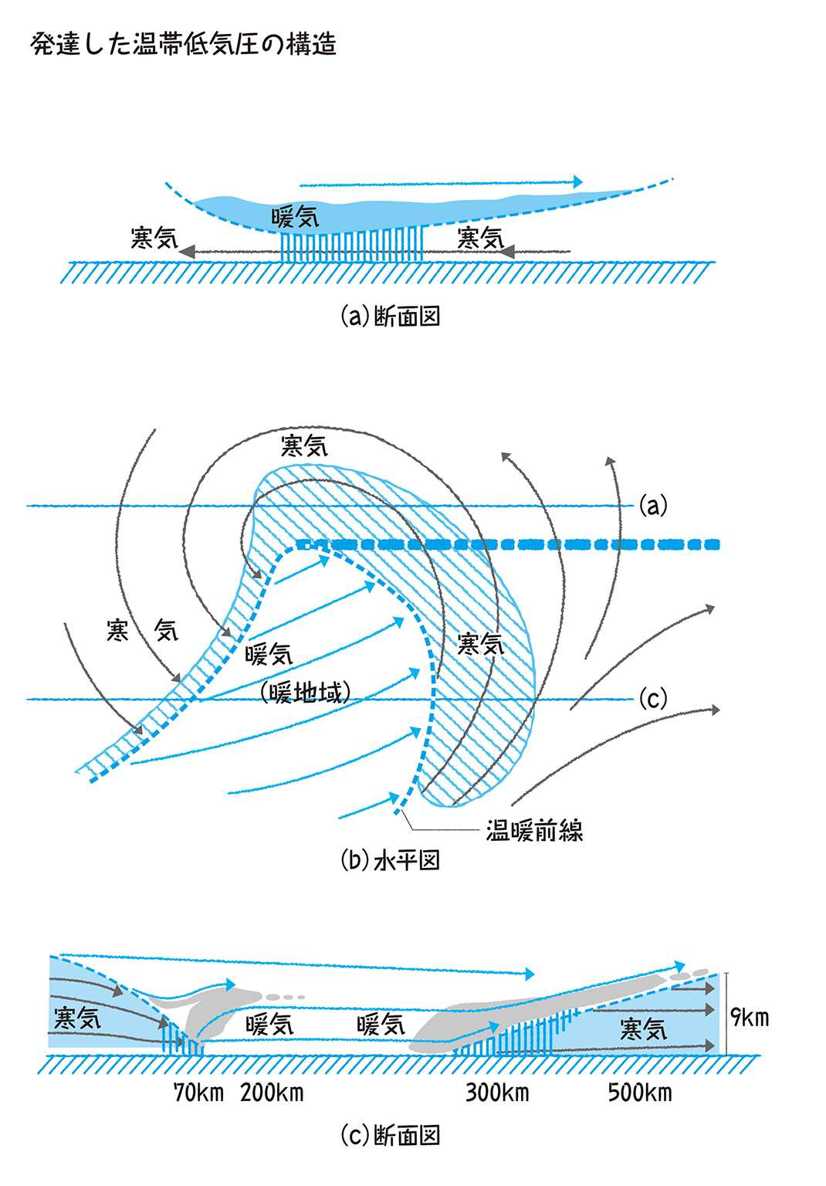 発達した温帯低気圧の構造
暖気
寒気
寒気
(a)断面図
寒気
(a)
寒 気
暖気
(暖地域)
寒気
(c)
温暖前線
(b)水平図
寒気
暖気
暖気
寒気
9km
70km 200km 300km 500km
(c)断面図